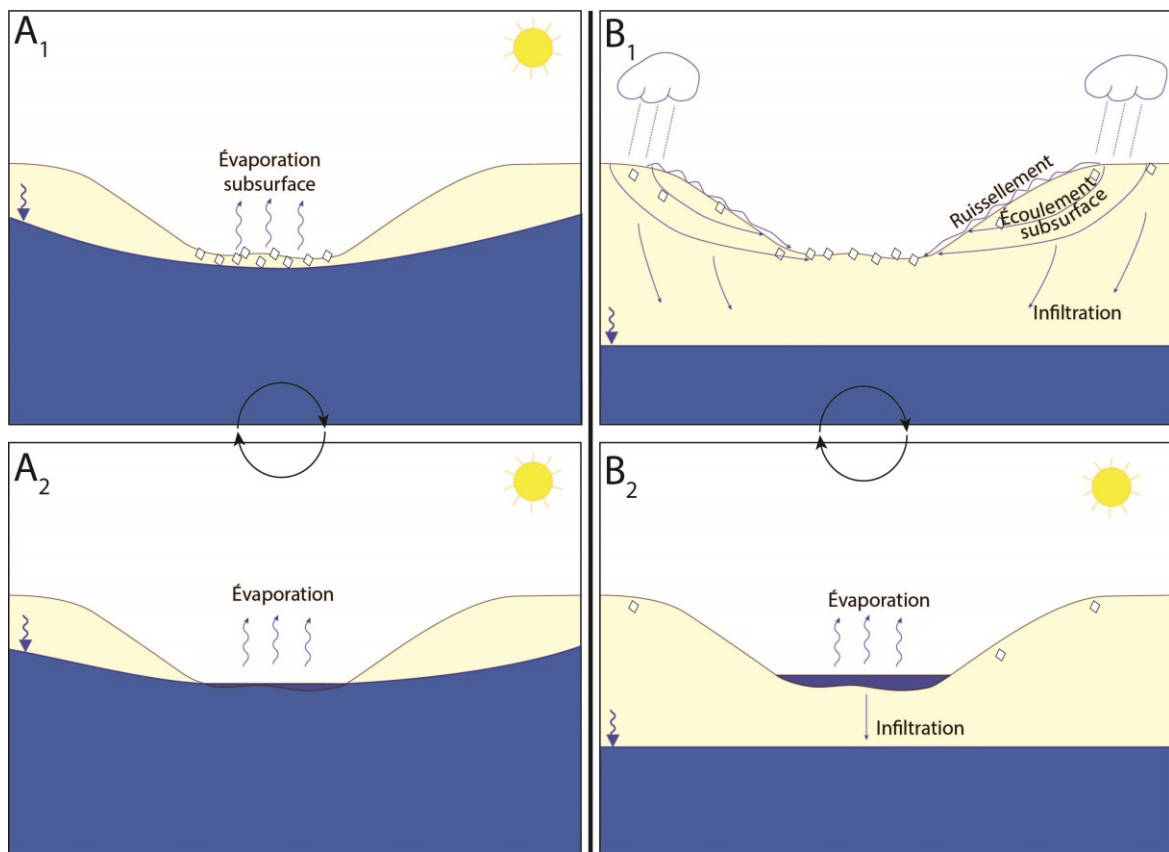 A1
Évaporation
subsurface
B1
Ruissellement
Écoulement
subsurface
Infiltration
A2
Évaporation
B2
Évaporation
Infiltration